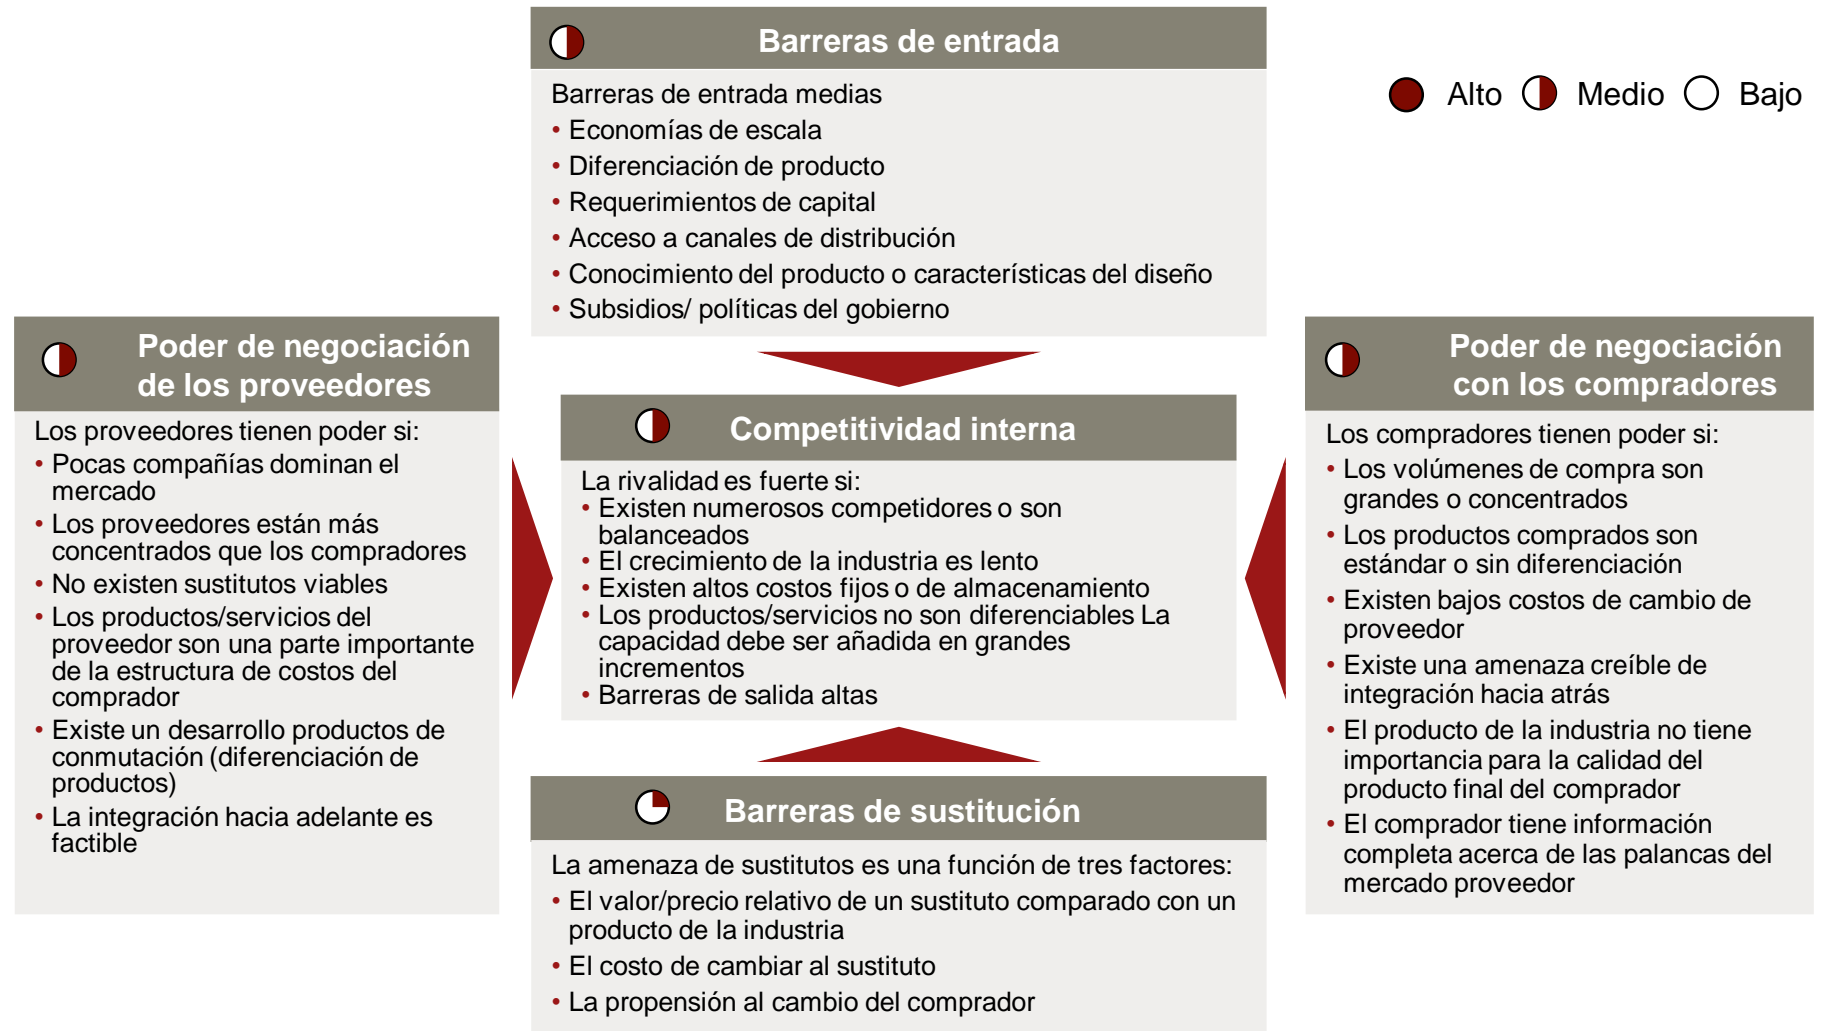 Barreras de entrada
Barreras de entrada medias
• Economías de escala
• Diferenciación de producto
• Requerimientos de capital
• Acceso a canales de distribución
• Conocimiento del producto o características del diseño
• Subsidios/ políticas del gobierno
Alto
Medio
Bajo
Poder de negociación
de los proveedores
Los proveedores tienen poder si:
• Pocas compañías dominan el
mercado
• Los proveedores están más
concentrados que los compradores
• No existen sustitutos viables
• Los productos/servicios del
proveedor son una parte importante
de la estructura de costos del
comprador
• Existe un desarrollo productos de
conmutación (diferenciación de
productos)
• La integración hacia adelante es
factible
Competitividad interna
La rivalidad es fuerte si:
• Existen numerosos competidores o son
balanceados
• El crecimiento de la industria es lento
• Existen altos costos fijos o de almacenamiento
• Los productos/servicios no son diferenciables La
capacidad debe ser añadida en grandes
incrementos
• Barreras de salida altas
Poder de negociación
con los compradores
Los compradores tienen poder si:
• Los volúmenes de compra son
grandes o concentrados
• Los productos comprados son
estándar o sin diferenciación
• Existen bajos costos de cambio de
proveedor
• Existe una amenaza creíble de
integración hacia atrás
• El producto de la industria no tiene
importancia para la calidad del
producto final del comprador
• El comprador tiene información
completa acerca de las palancas del
mercado proveedor
Barreras de sustitución
La amenaza de sustitutos es una función de tres factores:
• El valor/precio relativo de un sustituto comparado con un
producto de la industria
• El costo de cambiar al sustituto
• La propensión al cambio del comprador